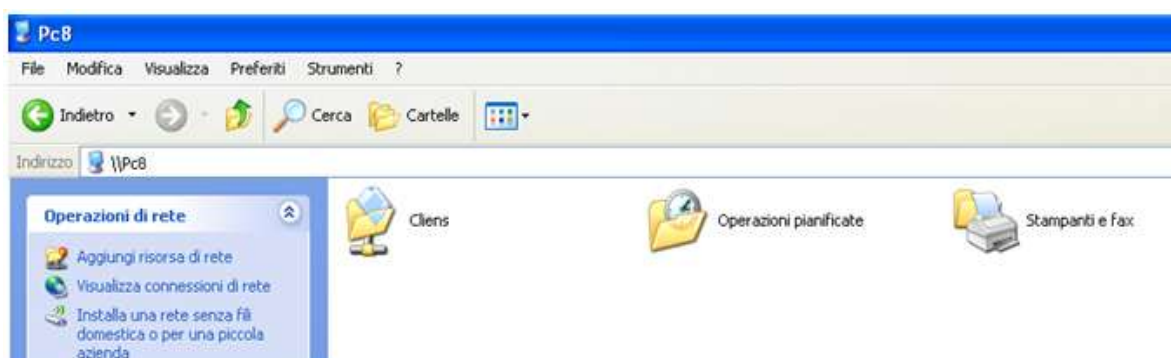 Pc8
File Modifica Visualizza Preferiti Strumenti ?
Indietro Cerca Cartelle
Indirizzo \\Pc8
Operazioni di rete
Aggiungi risorsa di rete
Visualizza connessioni di rete
Installa una rete senza fili
domestica o per una piccola
azienda
Cliens
Operazioni pianificate
Stampanti e fax